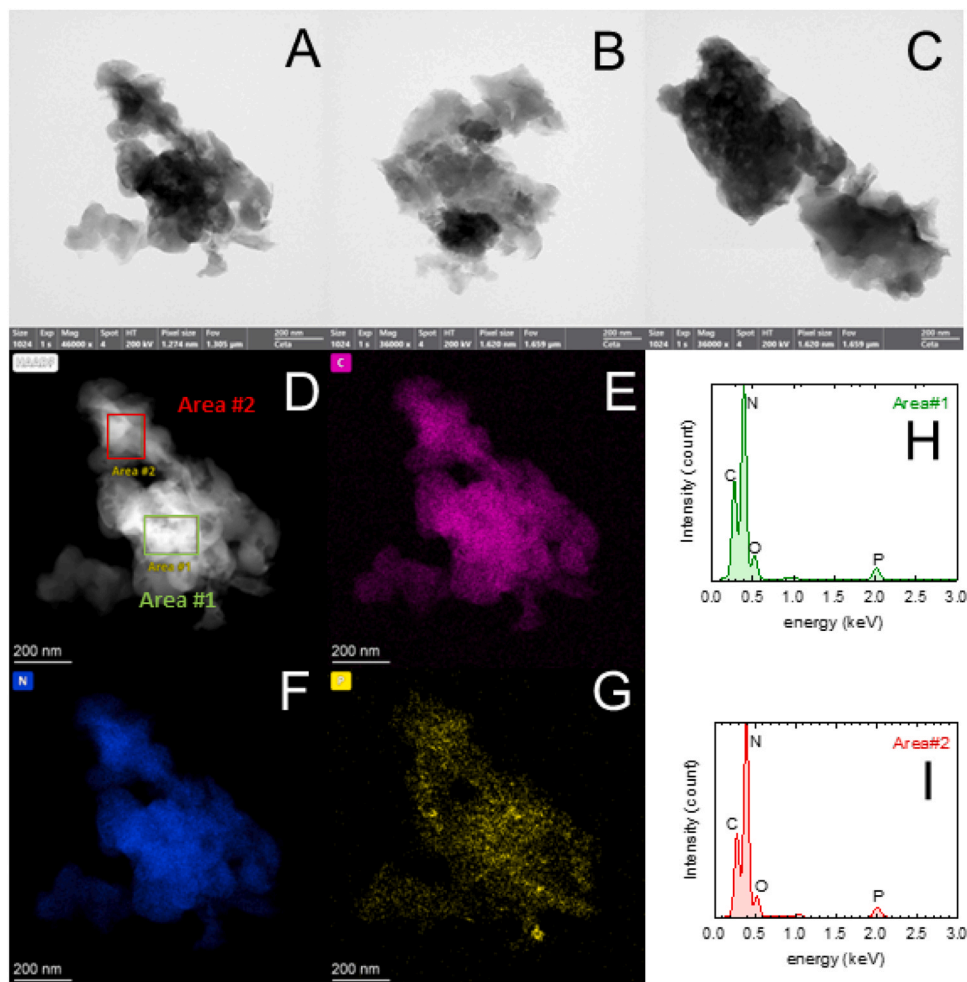 A
B
C
Size Exp Mag Spot HT Pixel size Fov 200 nm
1024 1 s 46000 x 4 200 kV 1.274 nm 1.305 µm Ceta
Size Exp Mag Spot HT Pixel size Fov 200 nm
1024 1 s 36000 x 4 200 kV 1.620 nm 1.659 µm Ceta
Size Exp Mag Spot HT Pixel size Fov 200 nm
1024 1 s 36000 x 4 200 kV 1.620 nm 1.659 µm Ceta
HAADF
D
Area #2
Area #2
Area #1
Area #1
200 nm
C
E
200 nm
Area#1
H
N
C
O
P
Intensity (count)
0.0 0.5 1.0 1.5 2.0 2.5 3.0
energy (keV)
N
F
200 nm
P
G
200 nm
Area#2
I
N
C
O
P
Intensity (count)
0.0 0.5 1.0 1.5 2.0 2.5 3.0
energy (keV)